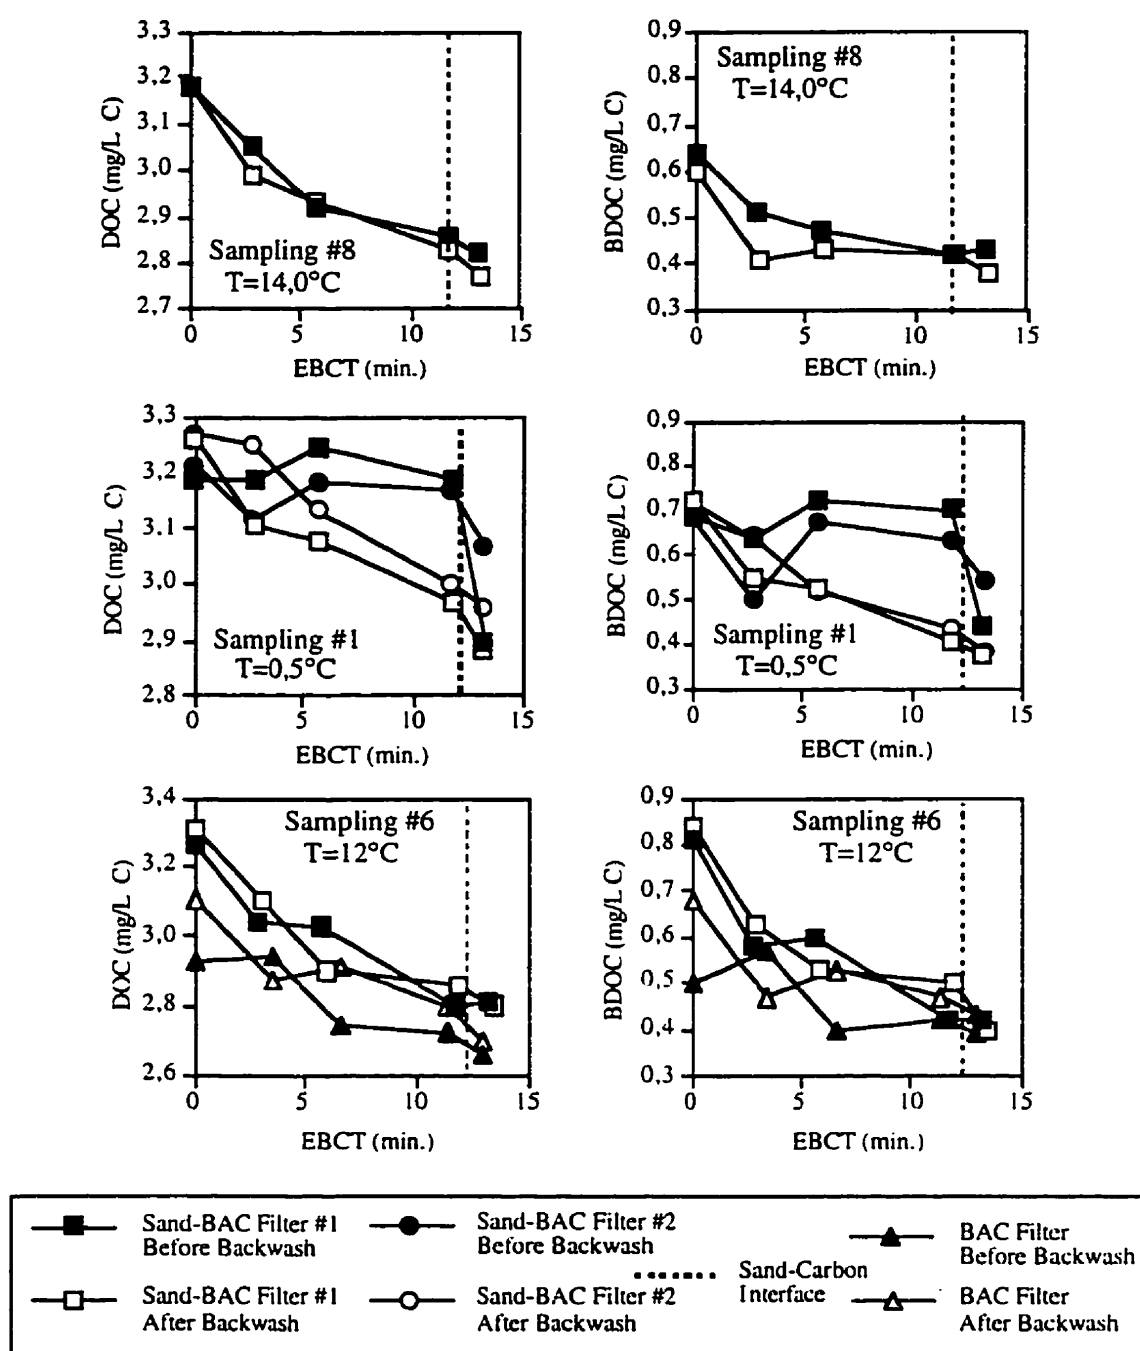 3,3
3,2
3,1
3,0
2,9
2,8
2,7
DOC (mg/L C)
Sampling #8
T=14,0°C
0 5 10 15
EBCT (min.)
0,9
0,8
0,7
0,6
0,5
0,4
0,3
BDOC (mg/L C)
Sampling #8
T=14,0°C
0 5 10 15
EBCT (min.)
3,3
3,2
3,1
3,0
2,9
2,8
DOC (mg/L C)
Sampling #1
T=0,5°C
0 5 10 15
EBCT (min.)
0,9
0,8
0,7
0,6
0,5
0,4
0,3
BDOC (mg/L C)
Sampling #1
T=0,5°C
0 5 10 15
EBCT (min.)
3,4
3,2
3,0
2,8
2,6
DOC (mg/L C)
Sampling #6
T=12°C
0 5 10 15
EBCT (min.)
0,9
0,8
0,7
0,6
0,5
0,4
0,3
BDOC (mg/L C)
Sampling #6
T=12°C
0 5 10 15
EBCT (min.)
Sand-BAC Filter #1
Before Backwash
Sand-BAC Filter #1
After Backwash
Sand-BAC Filter #2
Before Backwash
Sand-BAC Filter #2
After Backwash
Sand-Carbon
Interface
BAC Filter
Before Backwash
BAC Filter
After Backwash